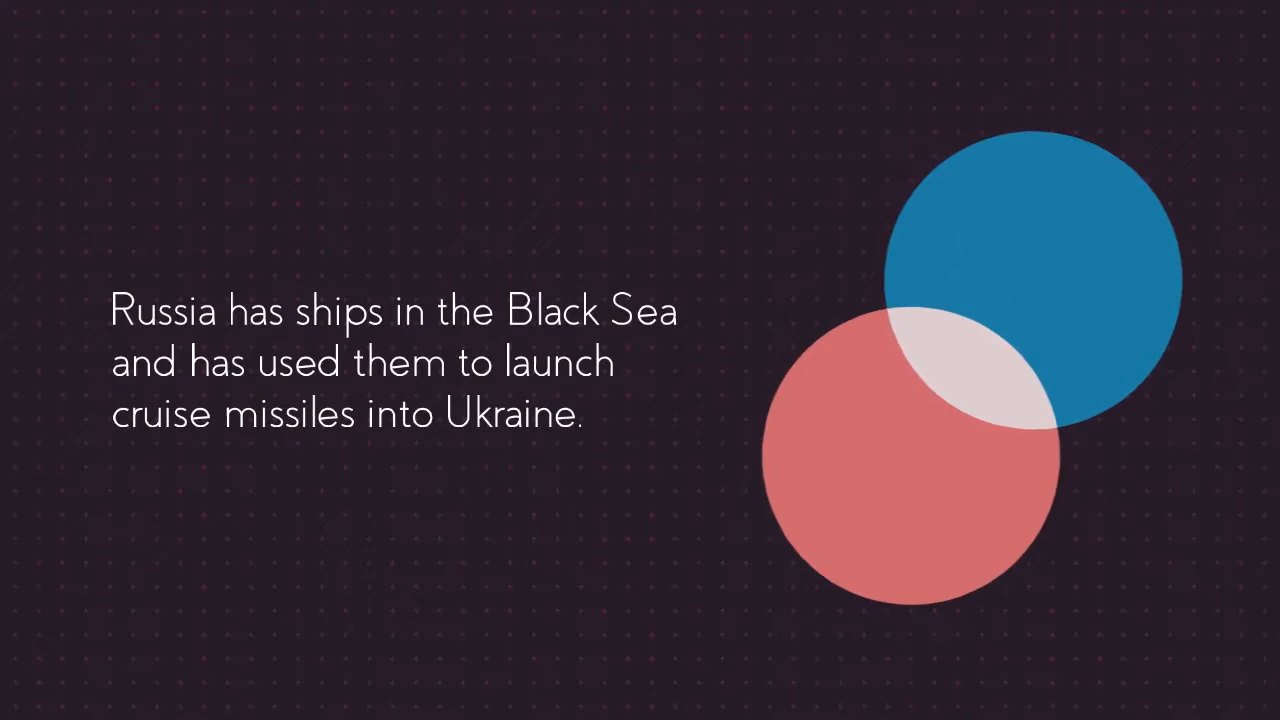 Russia has ships in the Black Sea
and has used them to launch
cruise missiles into Ukraine.